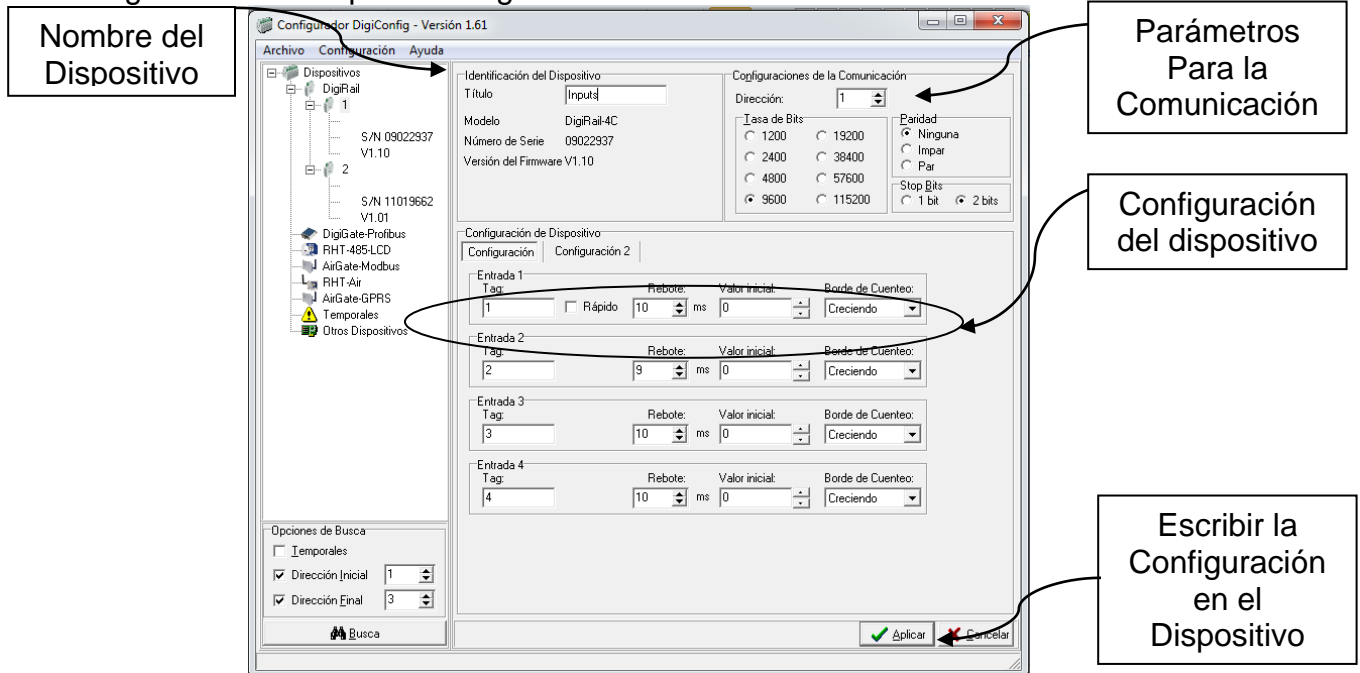 Nombre del
Dispositivo
Configurador DigiConfig - Versión 1.61
Archivo Configuración Ayuda
Dispositivos
DigiRail
1
S/N 09022937
V1.10
2
S/N 11019662
V1.01
DigiGate-Profibus
RHT-485-LCD
AirGate-Modbus
RHT-Air
AirGate-GPRS
Temporales
Otros Dispositivos
Opciones de Busca
Temporales
Dirección Inicial 1
Dirección Final 3
Busca
Identificación del Dispositivo
Título Inputs
Modelo DigiRail-4C
Número de Serie 09022937
Versión del Firmware V1.10
Configuraciones de la Comunicación
Dirección: 1
Tasa de Bits
1200 19200
2400 38400
4800 57600
9600 115200
Paridad
Ninguna
Impar
Par
Stop Bits
1 bit 2 bits
Configuración de Dispositivo
Configuración Configuración 2
Entrada 1
Tag: Rebote: Valor inicial: Borde de Cuenteo:
1 Rápido 10 ms 0 Creciendo
Entrada 2
Tag: Rebote: Valor inicial: Borde de Cuenteo:
2 9 ms 0 Creciendo
Entrada 3
Tag: Rebote: Valor inicial: Borde de Cuenteo:
3 10 ms 0 Creciendo
Entrada 4
Tag: Rebote: Valor inicial: Borde de Cuenteo:
4 10 ms 0 Creciendo
Aplicar Cancelar
Parámetros
Para la
Comunicación
Configuración
del dispositivo
Escribir la
Configuración
en el
Dispositivo